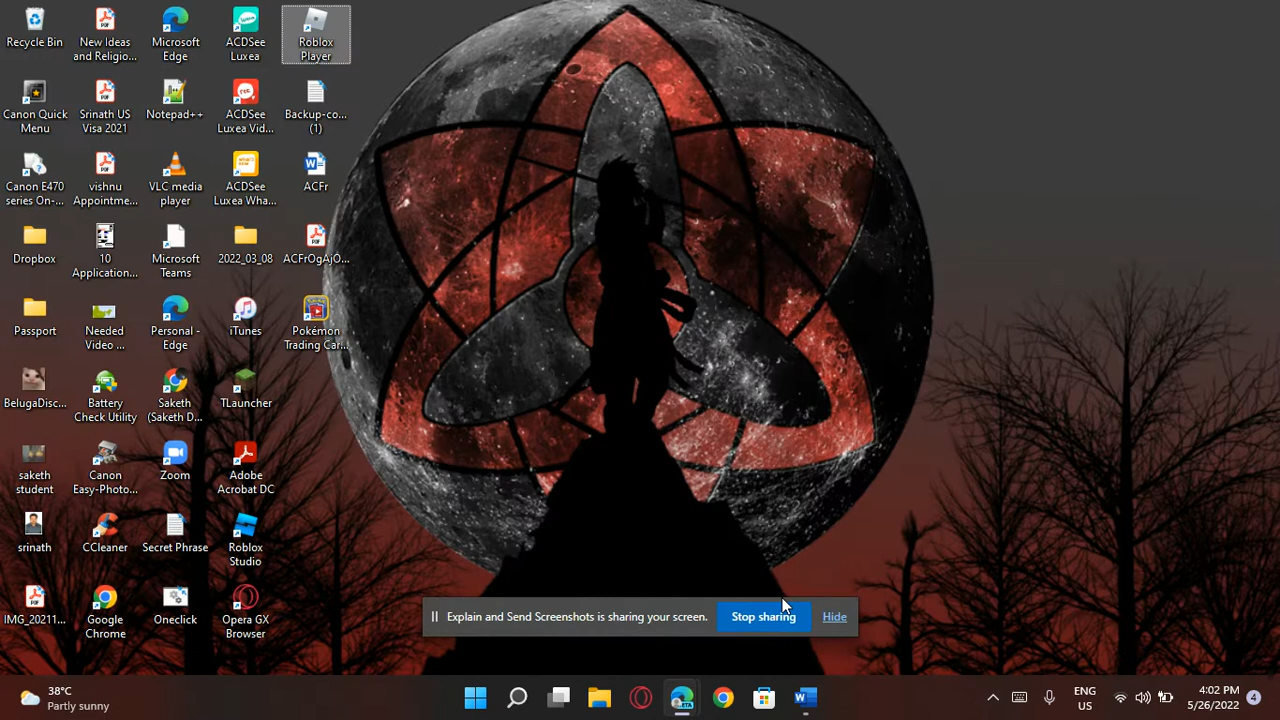 Recycle Bin
New Ideas and Religio...
Microsoft Edge
ACDSee Luxea
Roblox Player
Canon Quick Menu
Srinath US Visa 2021
Notepad++
ACDSee Luxea Vid...
Backup-co... (1)
Canon E470 series On-...
vishnu Appointme...
VLC media player
ACDSee Luxea Wha...
ACFr
Dropbox
10 Application...
Microsoft Teams
2022_03_08
ACFrOgAjO...
Passport
Needed Video ...
Personal - Edge
iTunes
Pokémon Trading Car...
BelugaDisc...
Battery Check Utility
Saketh (Saketh D...
TLauncher
saketh student
Canon Easy-Photo...
Zoom
Adobe Acrobat DC
srinath
CCleaner
Secret Phrase
Roblox Studio
IMG_20211...
Google Chrome
Oneclick
Opera GX Browser
Explain and Send Screenshots is sharing your screen.
Stop sharing
Hide
38°C
Partly sunny
ENG
US
4:02 PM
5/26/2022
4